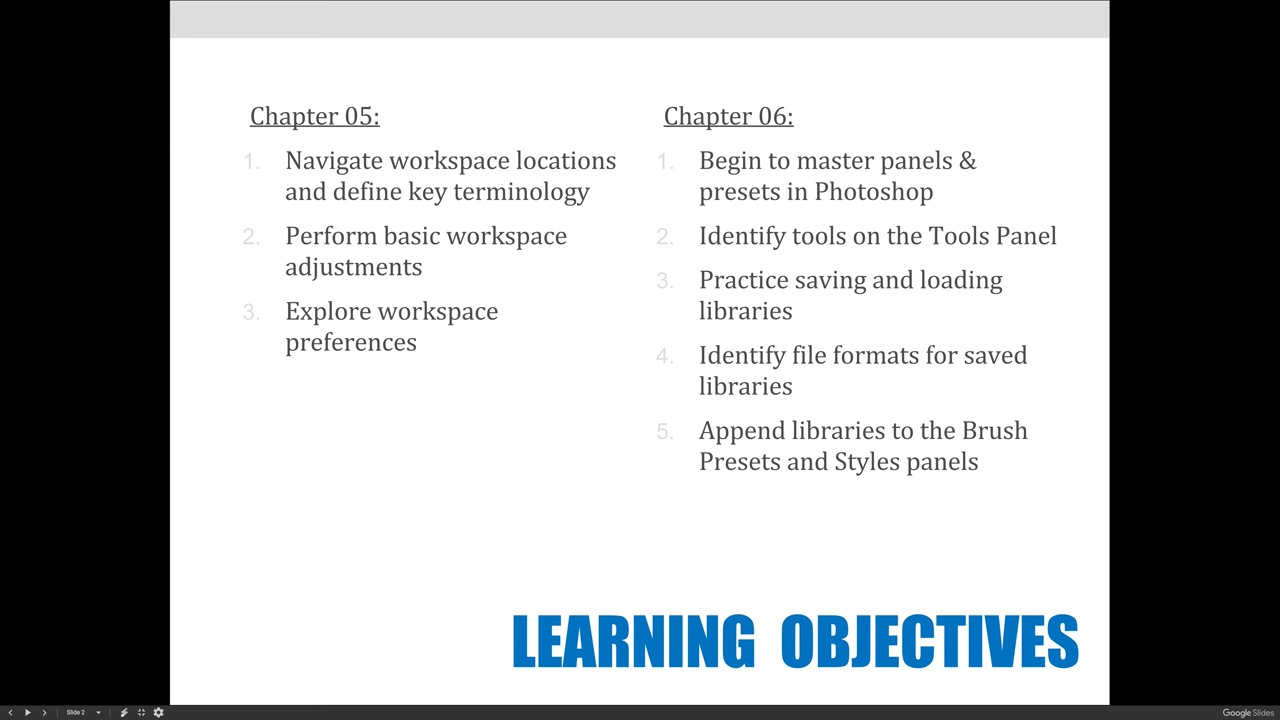 Chapter 05:
1. Navigate workspace locations
and define key terminology
2. Perform basic workspace
adjustments
3. Explore workspace
preferences
Chapter 06:
1. Begin to master panels &
presets in Photoshop
2. Identify tools on the Tools Panel
3. Practice saving and loading
libraries
4. Identify file formats for saved
libraries
5. Append libraries to the Brush
Presets and Styles panels
LEARNING OBJECTIVES
Slide 2
Google Slides